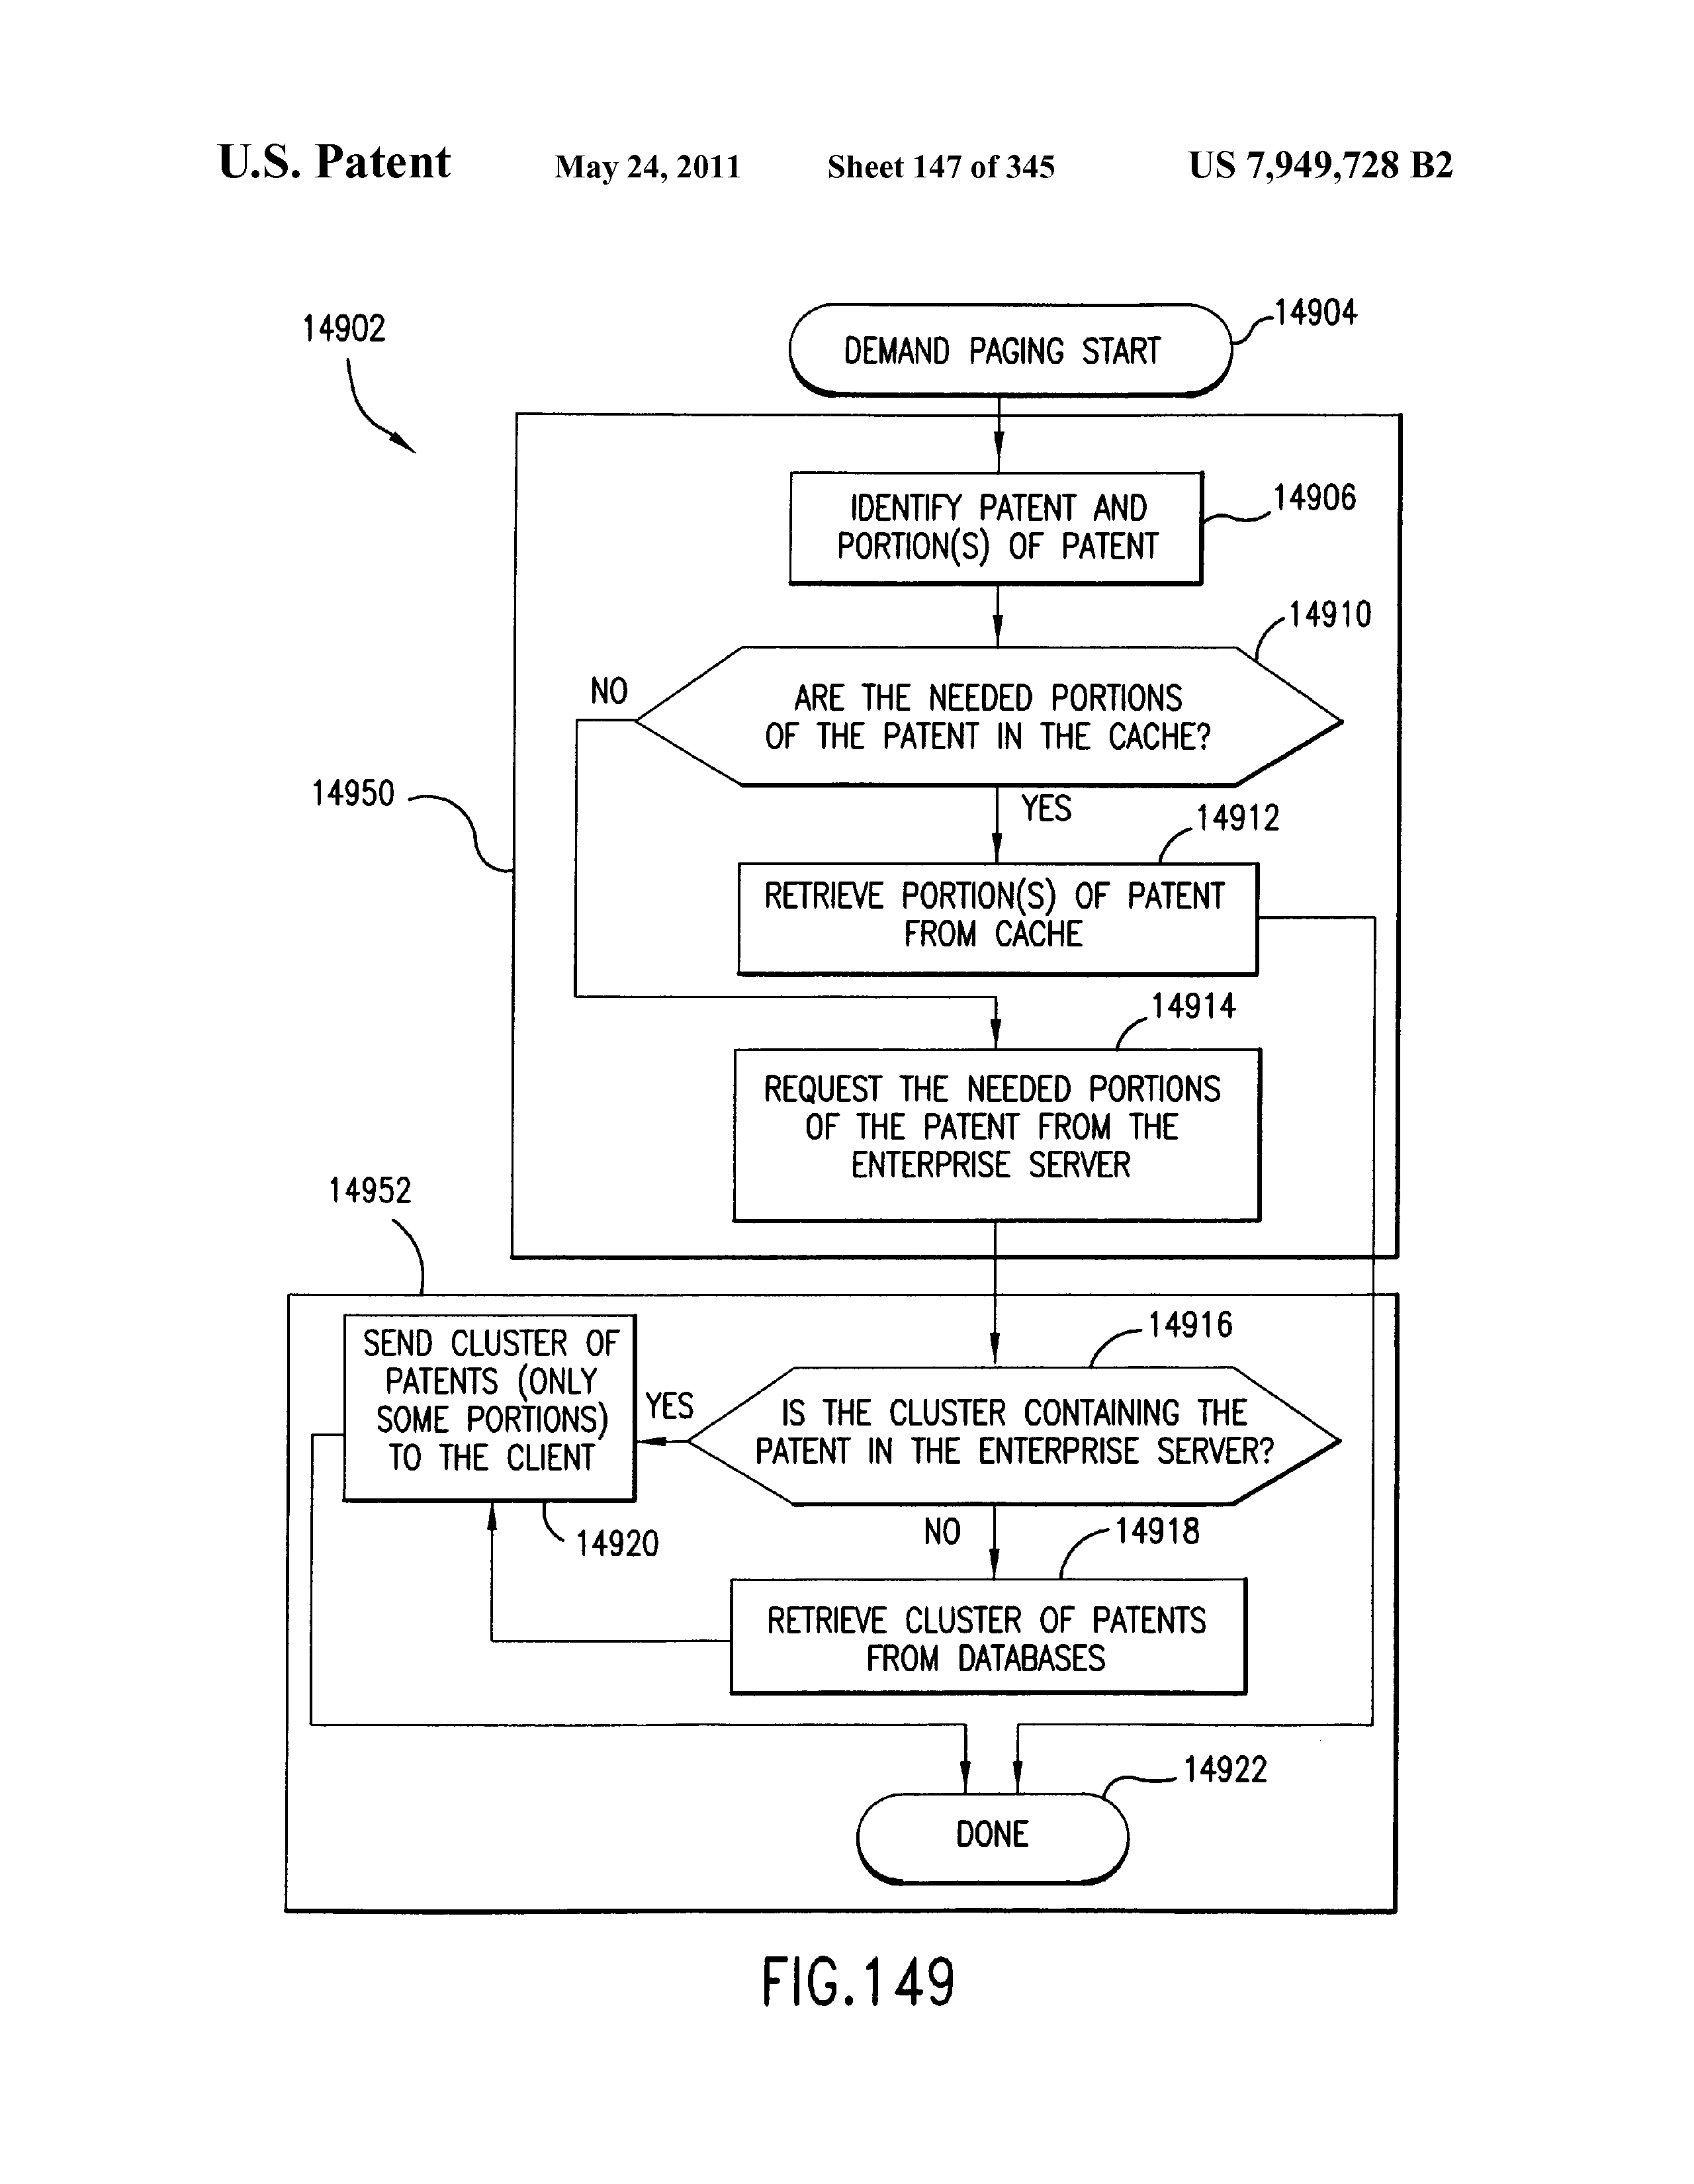 U.S. Patent May 24, 2011 Sheet 147 of 345 US 7,949,728 B2
14902
14904
DEMAND PAGING START
14906
IDENTIFY PATENT AND
PORTION(S) OF PATENT
14910
NO
ARE THE NEEDED PORTIONS
OF THE PATENT IN THE CACHE?
14950
YES
14912
RETRIEVE PORTION(S) OF PATENT
FROM CACHE
14914
REQUEST THE NEEDED PORTIONS
OF THE PATENT FROM THE
ENTERPRISE SERVER
14952
14916
SEND CLUSTER OF
PATENTS (ONLY
SOME PORTIONS)
TO THE CLIENT
YES
IS THE CLUSTER CONTAINING THE
PATENT IN THE ENTERPRISE SERVER?
14920
NO
14918
RETRIEVE CLUSTER OF PATENTS
FROM DATABASES
14922
DONE
FIG.149